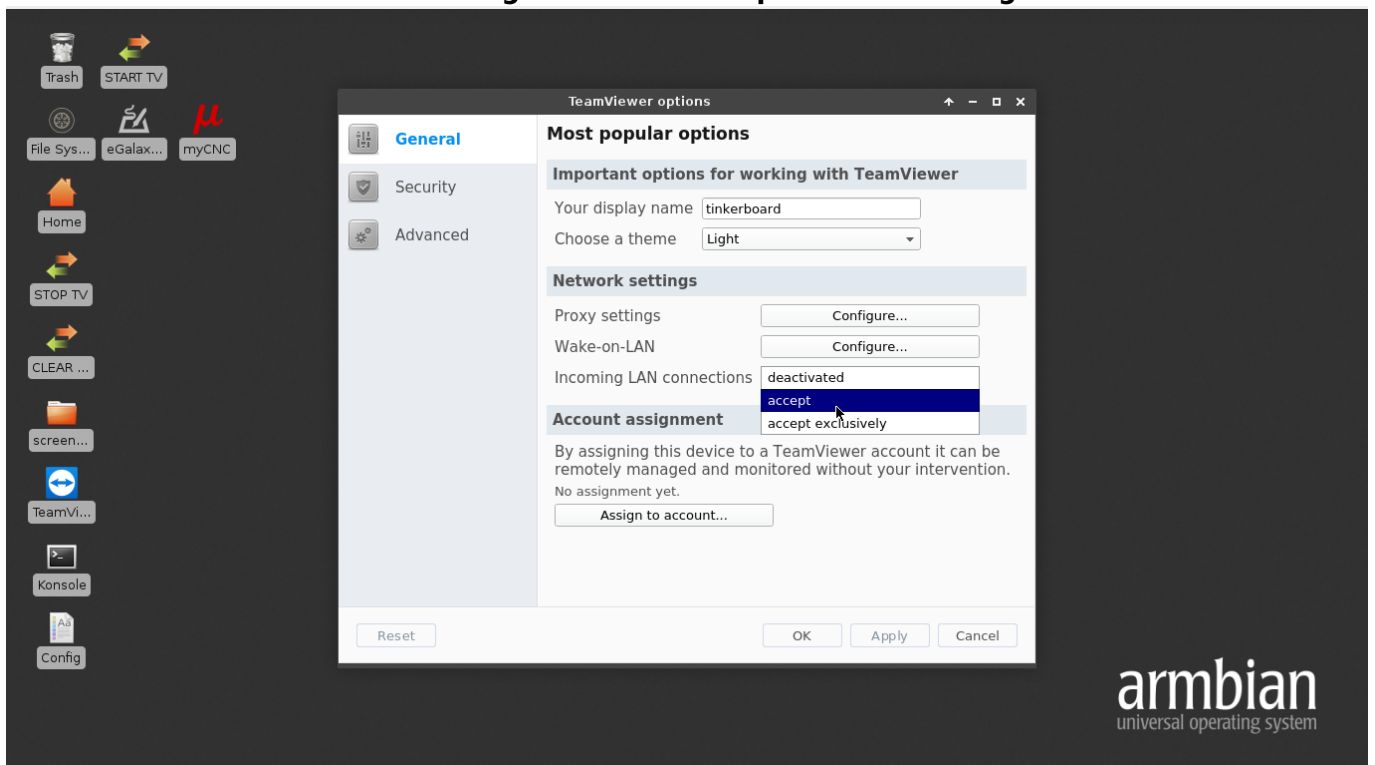 Trash
START TV
File Sys...
eGalax...
myCNC
Home
STOP TV
CLEAR ...
screen...
TeamVi...
Konsole
Config
TeamViewer options
General
Security
Advanced
Most popular options
Important options for working with TeamViewer
Your display name tinkerboard
Choose a theme Light
Network settings
Proxy settings Configure...
Wake-on-LAN Configure...
Incoming LAN connections deactivated
accept
accept exclusively
Account assignment
By assigning this device to a TeamViewer account it can be
remotely managed and monitored without your intervention.
No assignment yet.
Assign to account...
Reset OK Apply Cancel
armbian
universal operating system